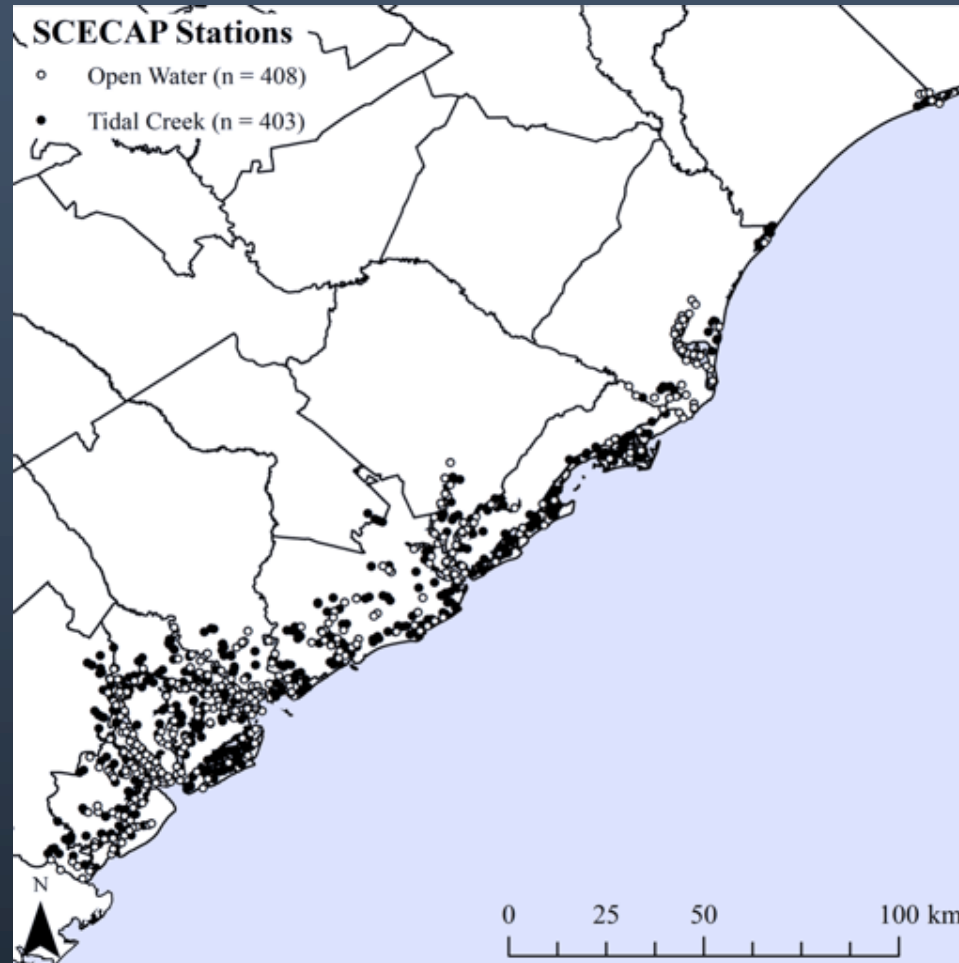 SCECAP Stations
Open Water (n = 408)
Tidal Creek (n = 403)
N
0 25 50 100 km